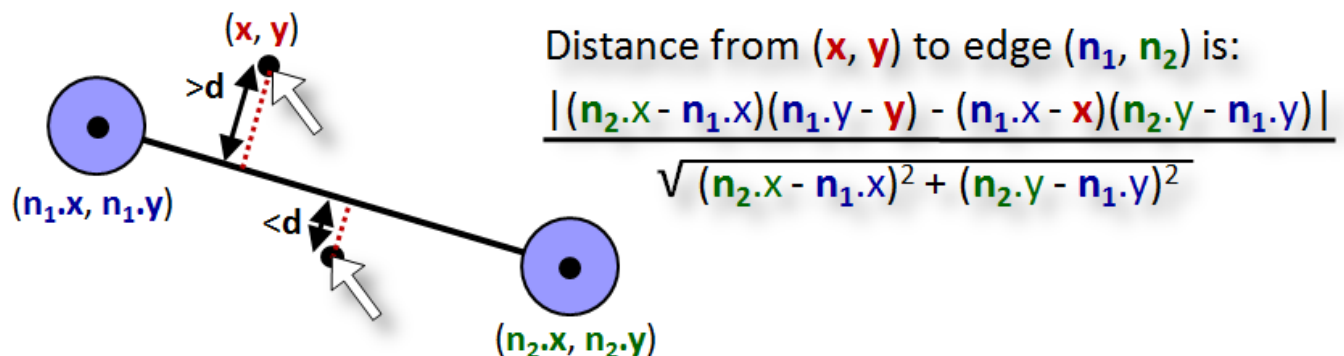 (x, y)
>d
(n₁.x, n₁.y)
<d
(n₂.x, n₂.y)
Distance from (x, y) to edge (n₁, n₂) is:
|(n₂.x - n₁.x)(n₁.y - y) - (n₁.x - x)(n₂.y - n₁.y)|
√ (n₂.x - n₁.x)² + (n₂.y - n₁.y)²